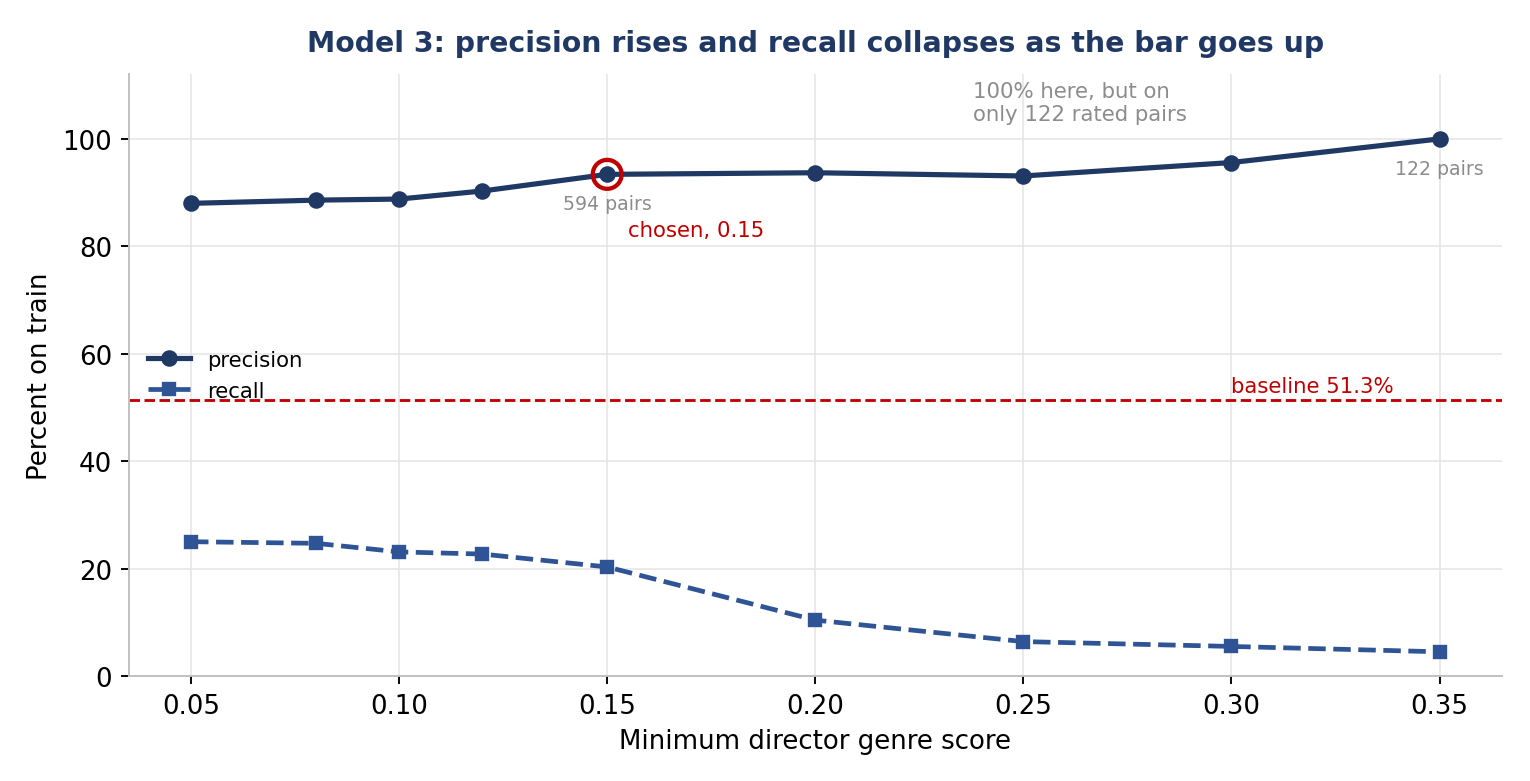 Model 3: precision rises and recall collapses as the bar goes up
100% here, but on
only 122 rated pairs
122 pairs
594 pairs
chosen, 0.15
precision
recall
baseline 51.3%
Percent on train
100
80
60
40
20
0
0.05 0.10 0.15 0.20 0.25 0.30 0.35
Minimum director genre score